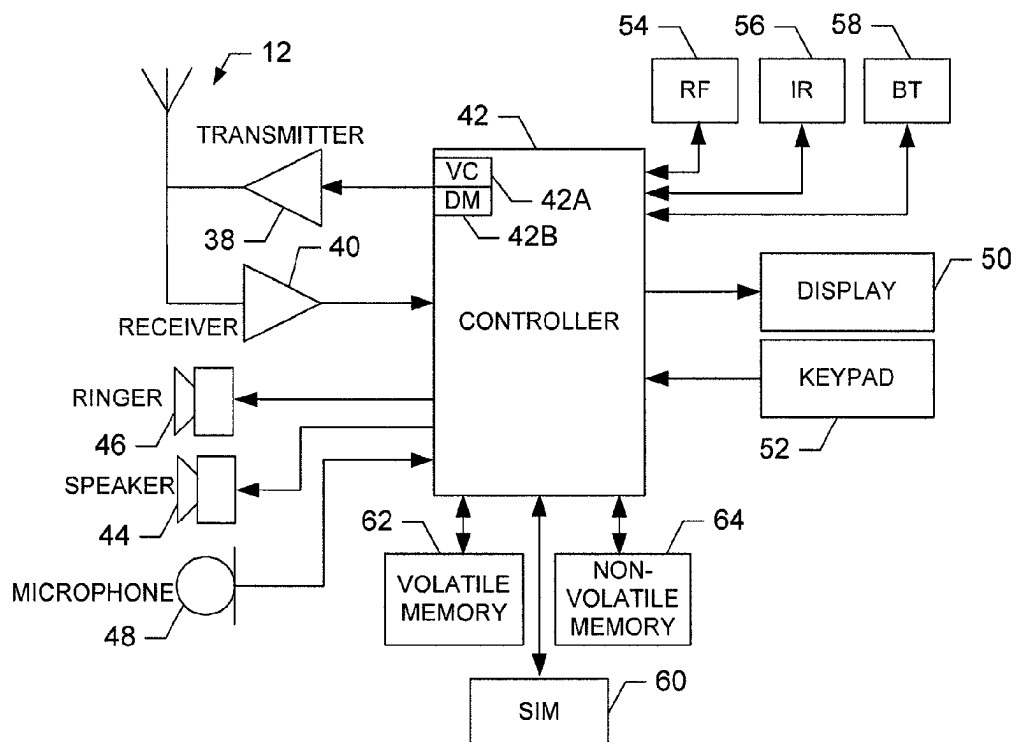 54
56
58
12
RF
IR
BT
TRANSMITTER
42
VC
DM
42A
42B
38
40
50
DISPLAY
RECEIVER
CONTROLLER
KEYPAD
RINGER
46
52
SPEAKER
44
62
64
VOLATILE
MEMORY
NON-
VOLATILE
MEMORY
MICROPHONE
48
60
SIM